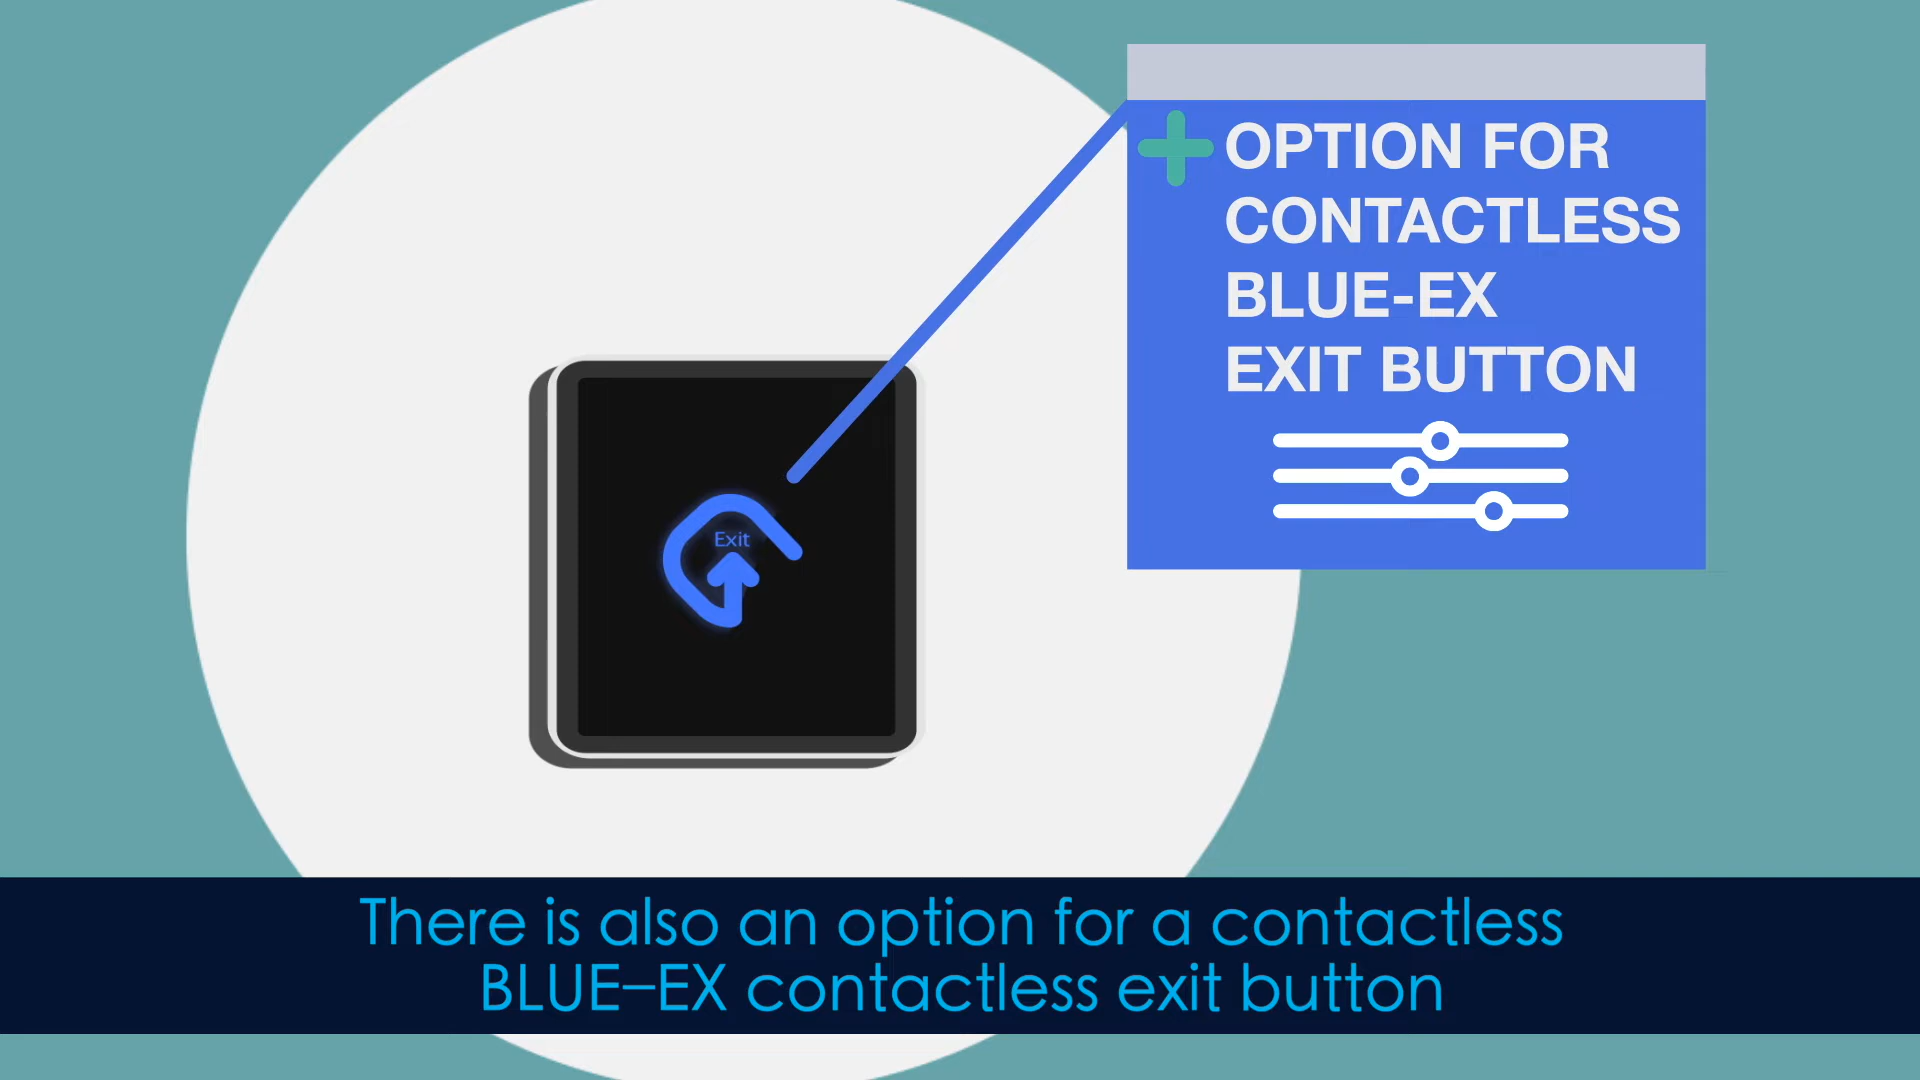 OPTION FOR
CONTACTLESS
BLUE-EX
EXIT BUTTON
Exit
There is also an option for a contactless
BLUE–EX contactless exit button